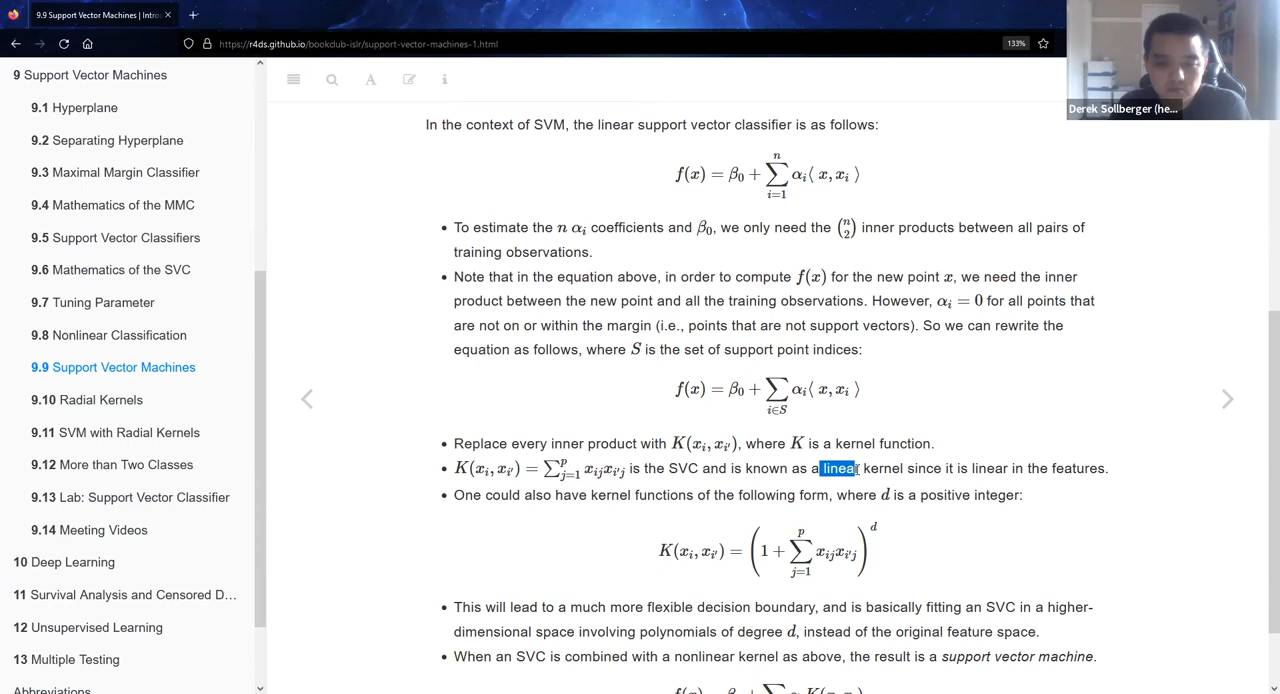 9.9 Support Vector Machines | Intro
https://r4ds.github.io/bookclub-islr/support-vector-machines-1.html
133%
Derek Sollberger (he...
9 Support Vector Machines
9.1 Hyperplane
9.2 Separating Hyperplane
9.3 Maximal Margin Classifier
9.4 Mathematics of the MMC
9.5 Support Vector Classifiers
9.6 Mathematics of the SVC
9.7 Tuning Parameter
9.8 Nonlinear Classification
9.9 Support Vector Machines
9.10 Radial Kernels
9.11 SVM with Radial Kernels
9.12 More than Two Classes
9.13 Lab: Support Vector Classifier
9.14 Meeting Videos
10 Deep Learning
11 Survival Analysis and Censored D...
12 Unsupervised Learning
13 Multiple Testing
Abbreviations
In the context of SVM, the linear support vector classifier is as follows:
f(x) = β₀ + ∑ⁿᵢ₌₁ αᵢ⟨ x, xᵢ ⟩
• To estimate the n αᵢ coefficients and β₀, we only need the (n 2) inner products between all pairs of
training observations.
• Note that in the equation above, in order to compute f(x) for the new point x, we need the inner
product between the new point and all the training observations. However, αᵢ = 0 for all points that
are not on or within the margin (i.e., points that are not support vectors). So we can rewrite the
equation as follows, where S is the set of support point indices:
f(x) = β₀ + ∑_{i∈S} αᵢ⟨ x, xᵢ ⟩
• Replace every inner product with K(xᵢ, xᵢ′), where K is a kernel function.
• K(xᵢ, xᵢ′) = ∑_{j=1}^{p} x_{ij}x_{i′j} is the SVC and is known as a linear kernel since it is linear in the features.
• One could also have kernel functions of the following form, where d is a positive integer:
K(xᵢ, xᵢ′) = (1 + ∑_{j=1}^{p} x_{ij}x_{i′j})^d
• This will lead to a much more flexible decision boundary, and is basically fitting an SVC in a higher-
dimensional space involving polynomials of degree d, instead of the original feature space.
• When an SVC is combined with a nonlinear kernel as above, the result is a support vector machine.